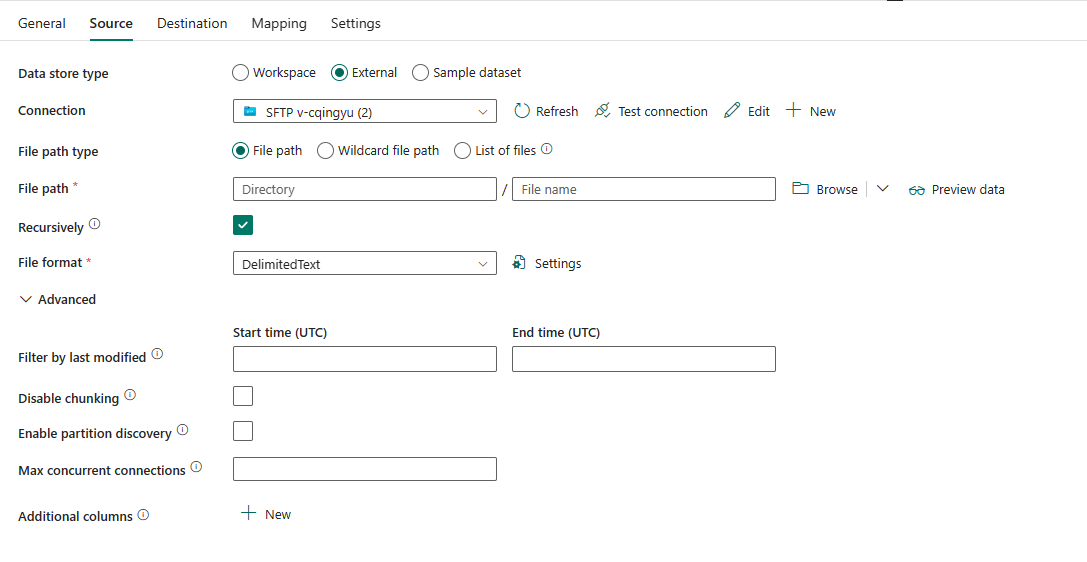 General Source Destination Mapping Settings
Data store type Workspace External Sample dataset
Connection SFTP v-cqingyu (2) Refresh Test connection Edit New
File path type File path Wildcard file path List of files
File path * Directory / File name Browse Preview data
Recursively
File format * DelimitedText Settings
Advanced
Start time (UTC) End time (UTC)
Filter by last modified
Disable chunking
Enable partition discovery
Max concurrent connections
Additional columns New